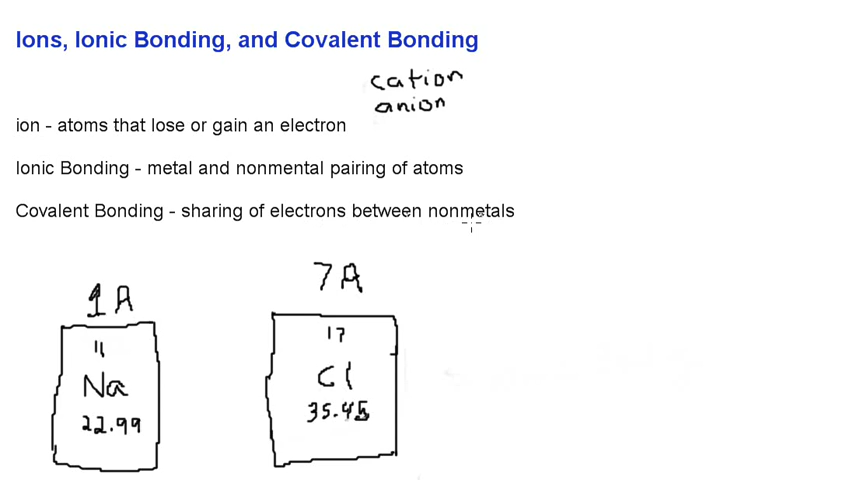 Ions, Ionic Bonding, and Covalent Bonding
cation
anion
ion - atoms that lose or gain an electron
Ionic Bonding - metal and nonmental pairing of atoms
Covalent Bonding - sharing of electrons between nonmetals
1A
11
Na
22.99
7A
17
Cl
35.45